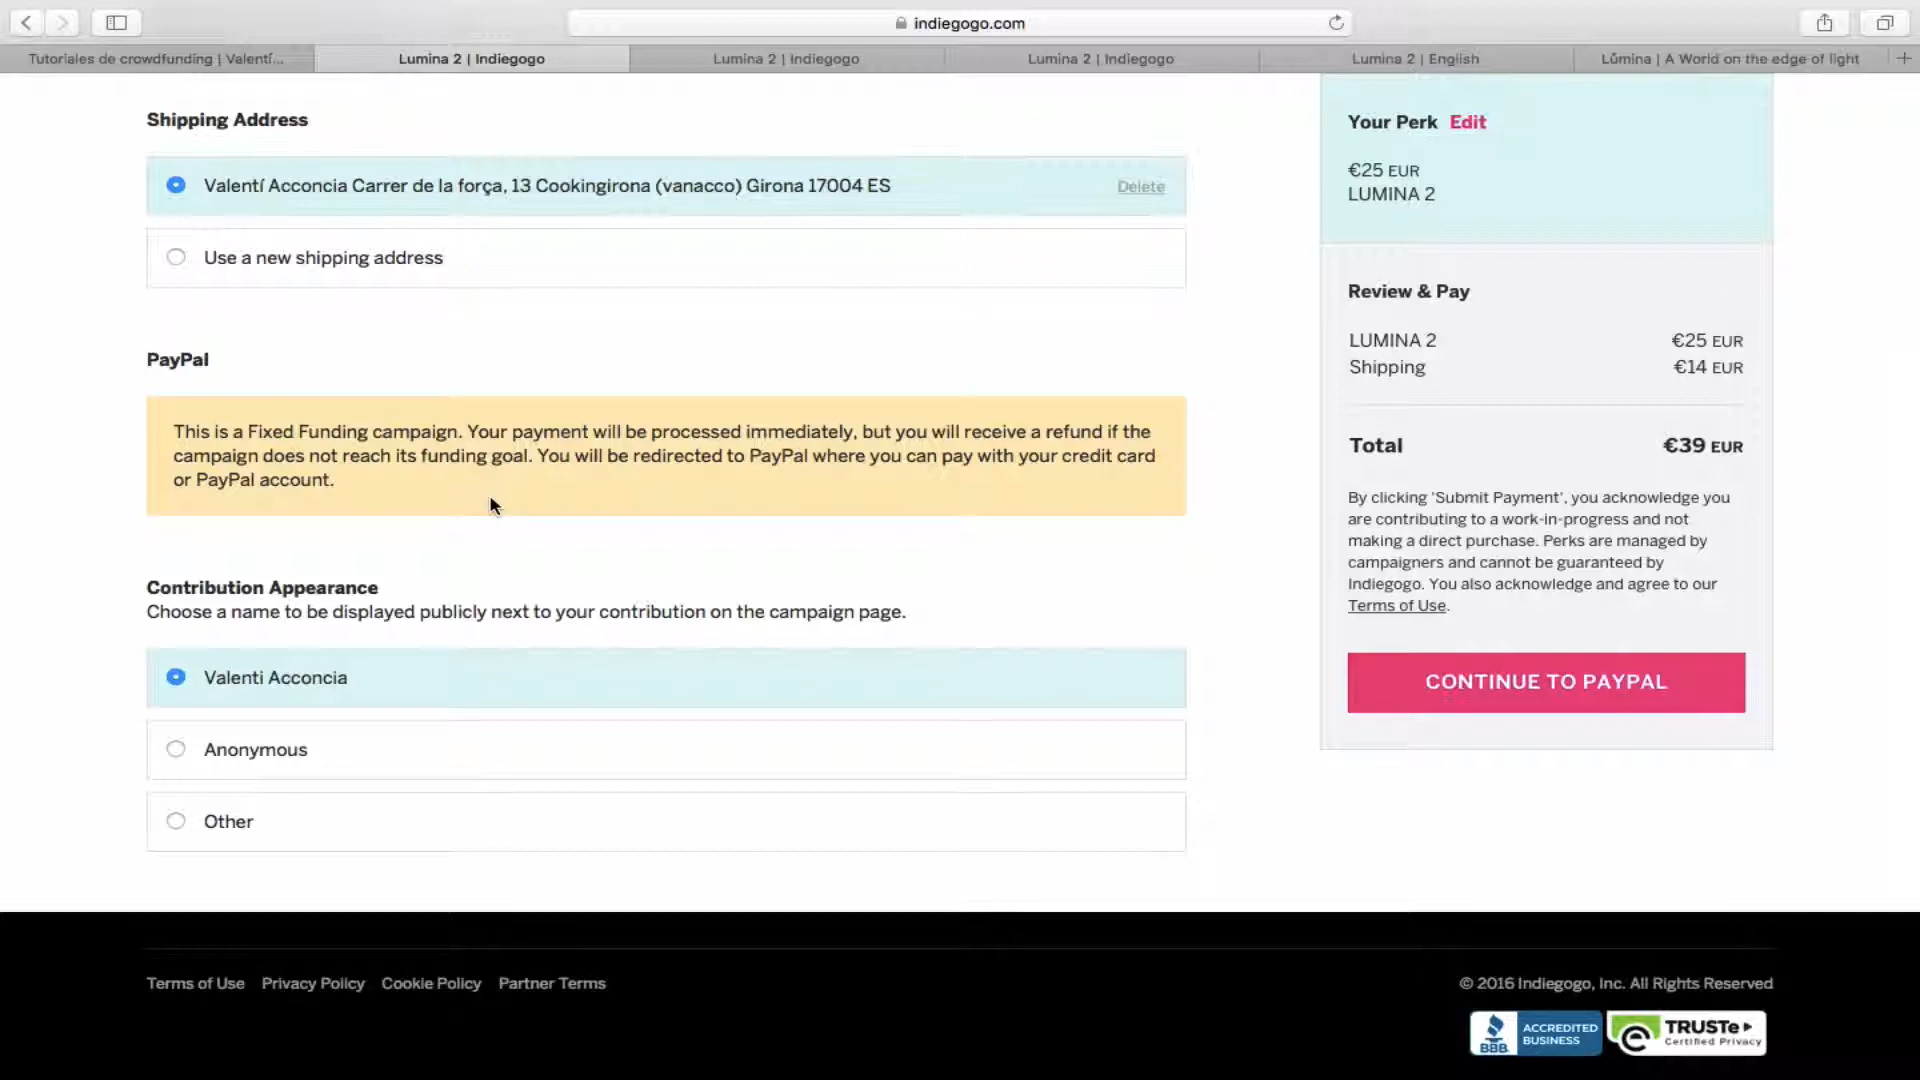 indiegogo.com
Tutoriales de crowdfunding | Valentí...
Lumina 2 | Indiegogo
Lumina 2 | Indiegogo
Lumina 2 | Indiegogo
Lumina 2 | English
Lŭmina | A World on the edge of light
Shipping Address
Valentí Acconcia Carrer de la força, 13 Cookingirona (vanacco) Girona 17004 ES
Delete
Use a new shipping address
PayPal
This is a Fixed Funding campaign. Your payment will be processed immediately, but you will receive a refund if the
campaign does not reach its funding goal. You will be redirected to PayPal where you can pay with your credit card
or PayPal account.
Contribution Appearance
Choose a name to be displayed publicly next to your contribution on the campaign page.
Valenti Acconcia
Anonymous
Other
Your Perk Edit
€25 EUR
LUMINA 2
Review & Pay
LUMINA 2 €25 EUR
Shipping €14 EUR
Total €39 EUR
By clicking 'Submit Payment', you acknowledge you
are contributing to a work-in-progress and not
making a direct purchase. Perks are managed by
campaigners and cannot be guaranteed by
Indiegogo. You also acknowledge and agree to our
Terms of Use.
CONTINUE TO PAYPAL
Terms of Use Privacy Policy Cookie Policy Partner Terms
© 2016 Indiegogo, Inc. All Rights Reserved
BBB.
ACCREDITED
BUSINESS
TRUSTe
Certified Privacy